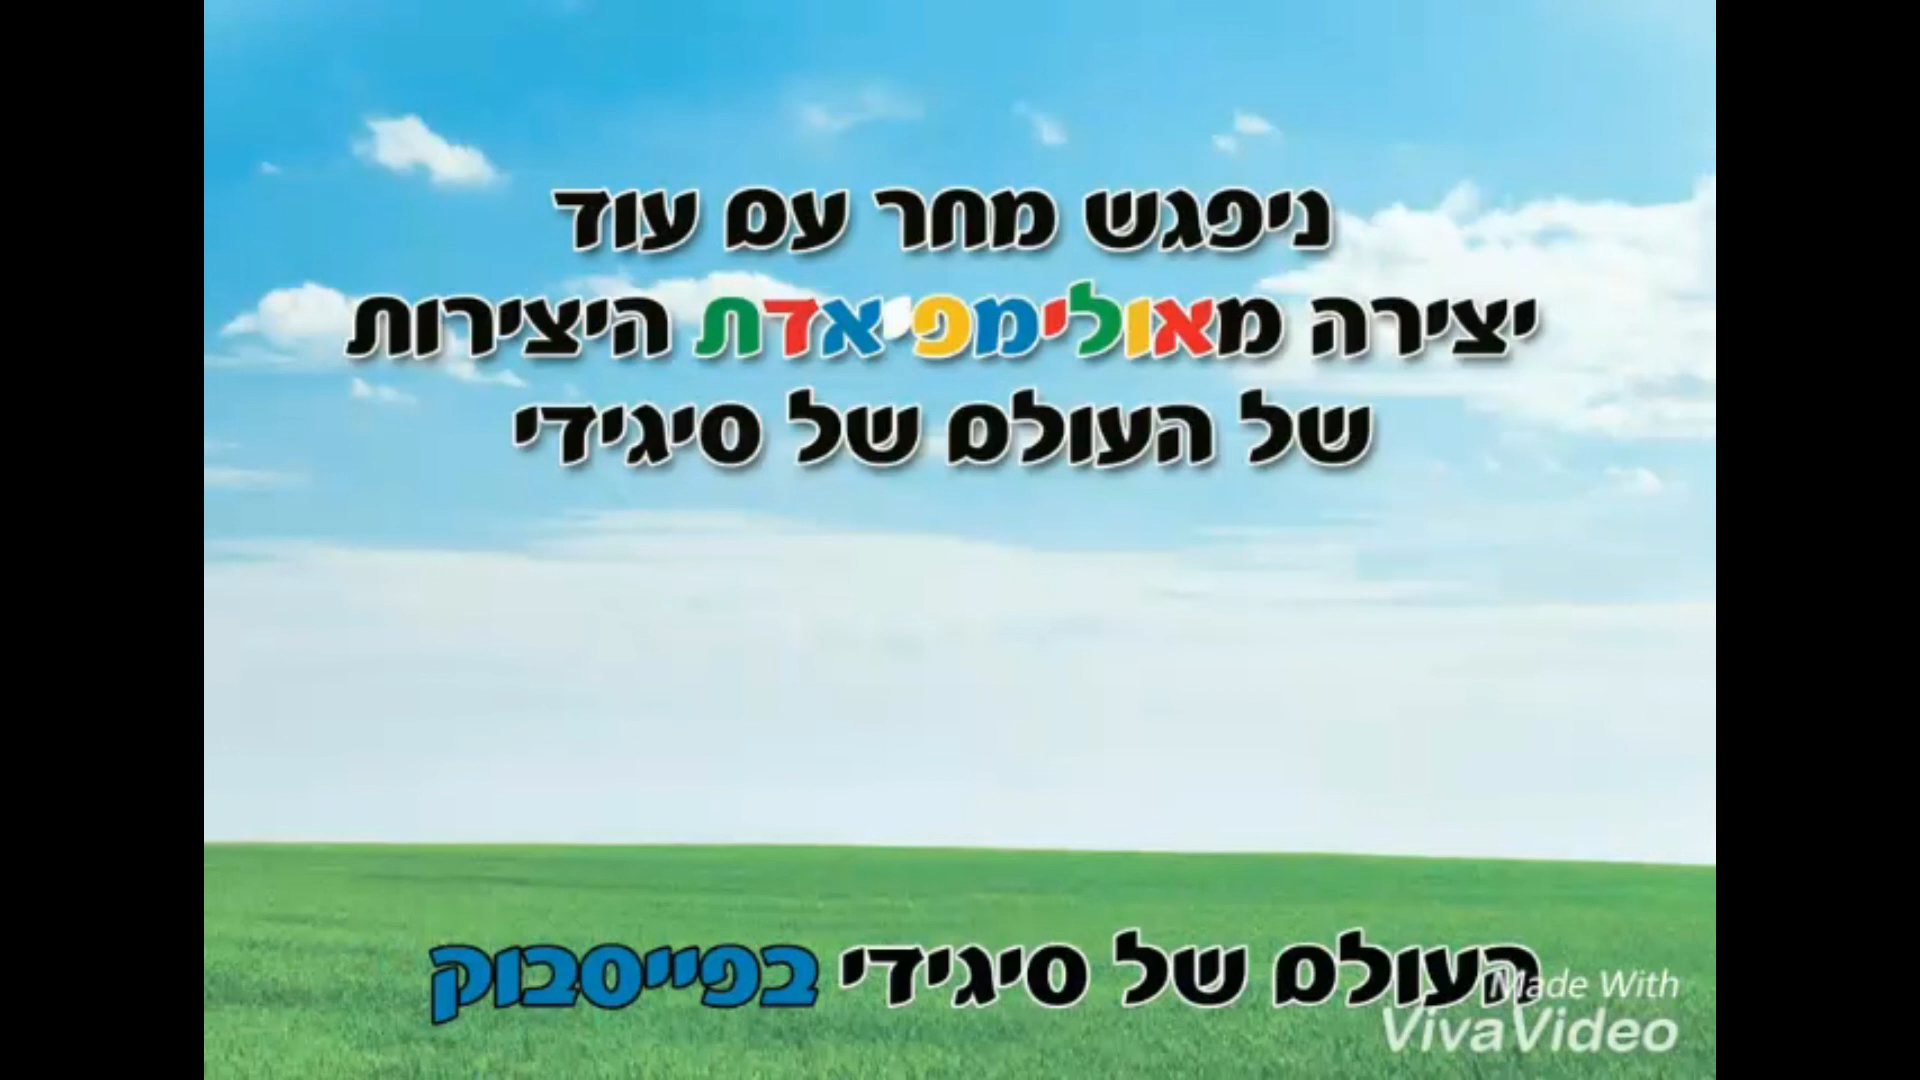 ניפגש מחר עם עוד
יצירה מאולימפיאדת היצירות
של העולם של סיגידי
העולם של סיגידי בפייסבוק
Made With
VivaVideo